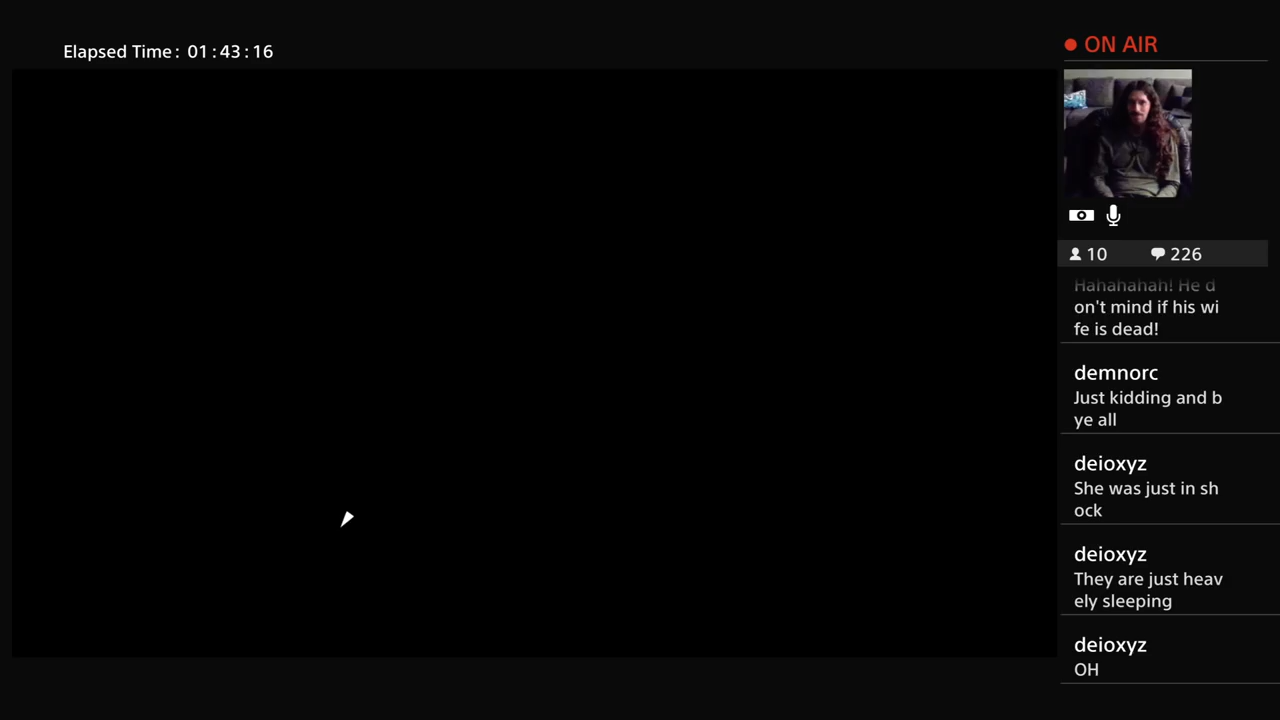 Elapsed Time: 01:43:16
ON AIR
10 226
Hahahahah! He d
on't mind if his wi
fe is dead!
demnorc
Just kidding and b
ye all
deioxyz
She was just in sh
ock
deioxyz
They are just heav
ely sleeping
deioxyz
OH